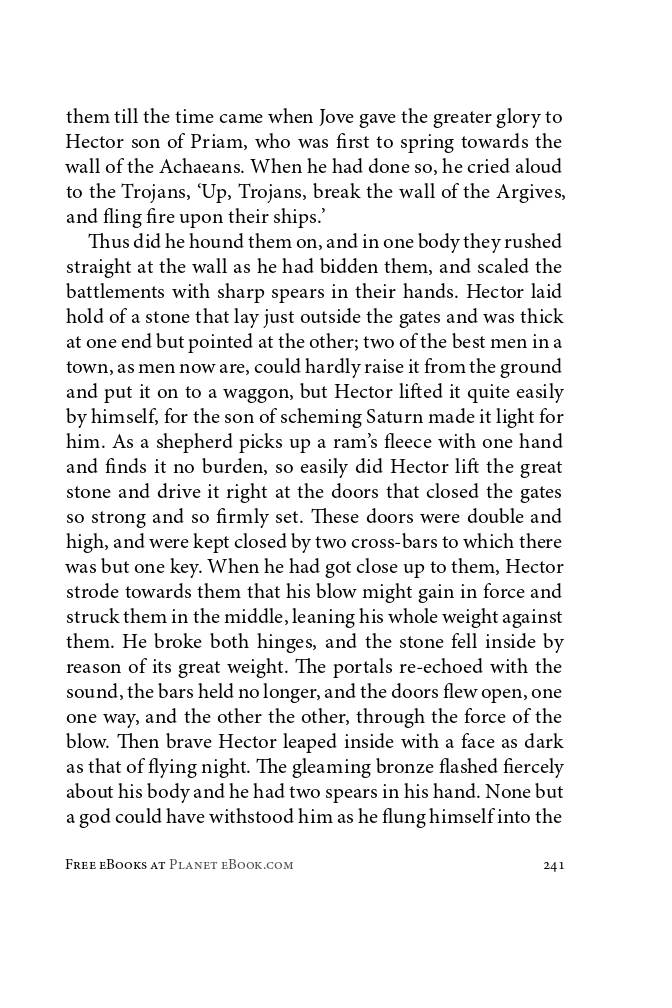 them till the time came when Jove gave the greater glory to
Hector son of Priam, who was first to spring towards the
wall of the Achaeans. When he had done so, he cried aloud
to the Trojans, ‘Up, Trojans, break the wall of the Argives,
and fling fire upon their ships.’
Thus did he hound them on, and in one body they rushed
straight at the wall as he had bidden them, and scaled the
battlements with sharp spears in their hands. Hector laid
hold of a stone that lay just outside the gates and was thick
at one end but pointed at the other; two of the best men in a
town, as men now are, could hardly raise it from the ground
and put it on to a waggon, but Hector lifted it quite easily
by himself, for the son of scheming Saturn made it light for
him. As a shepherd picks up a ram’s fleece with one hand
and finds it no burden, so easily did Hector lift the great
stone and drive it right at the doors that closed the gates
so strong and so firmly set. These doors were double and
high, and were kept closed by two cross-bars to which there
was but one key. When he had got close up to them, Hector
strode towards them that his blow might gain in force and
struck them in the middle, leaning his whole weight against
them. He broke both hinges, and the stone fell inside by
reason of its great weight. The portals re-echoed with the
sound, the bars held no longer, and the doors flew open, one
one way, and the other the other, through the force of the
blow. Then brave Hector leaped inside with a face as dark
as that of flying night. The gleaming bronze flashed fiercely
about his body and he had two spears in his hand. None but
a god could have withstood him as he flung himself into the
Free eBooks at Planet eBook.com 241